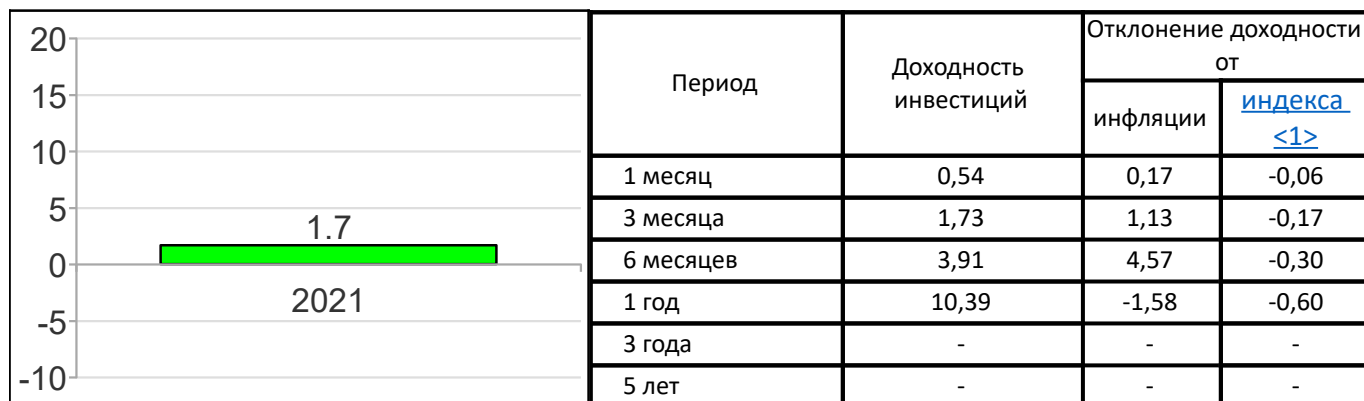 20
15
10
5
0
-5
-10
1.7
2021
Период
Доходность
инвестиций
Отклонение доходности
от
инфляции
индекса
<1>
1 месяц 0,54 0,17 -0,06
3 месяца 1,73 1,13 -0,17
6 месяцев 3,91 4,57 -0,30
1 год 10,39 -1,58 -0,60
3 года - - -
5 лет - - -